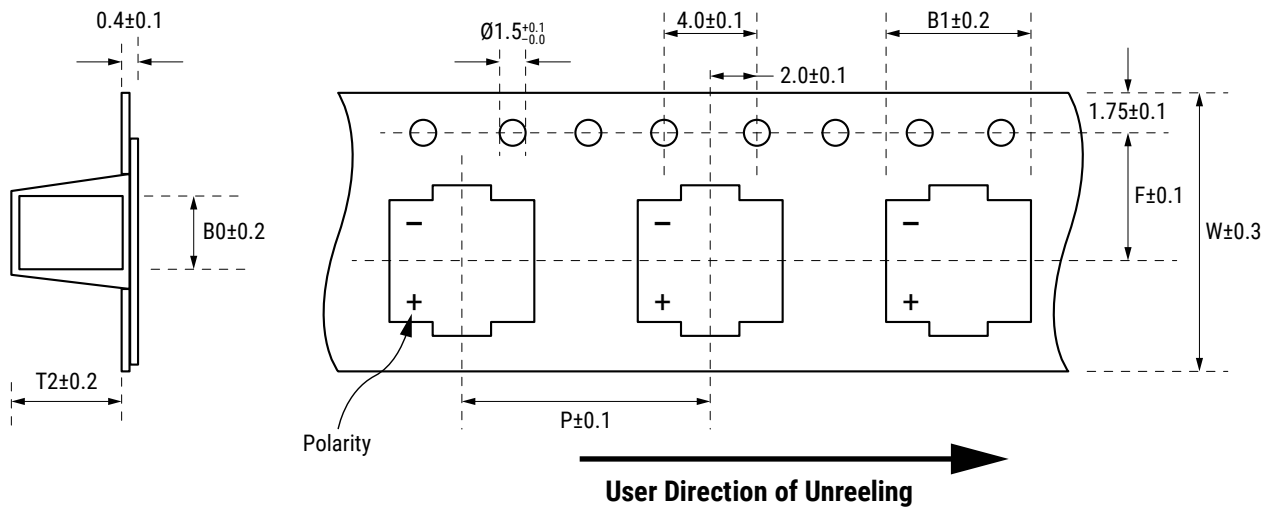 0.4±0.1
Ø1.5+0.1
−0.0
4.0±0.1
B1±0.2
2.0±0.1
1.75±0.1
F±0.1
B0±0.2
W±0.3
− − −
+ + +
T2±0.2
P±0.1
Polarity
User Direction of Unreeling